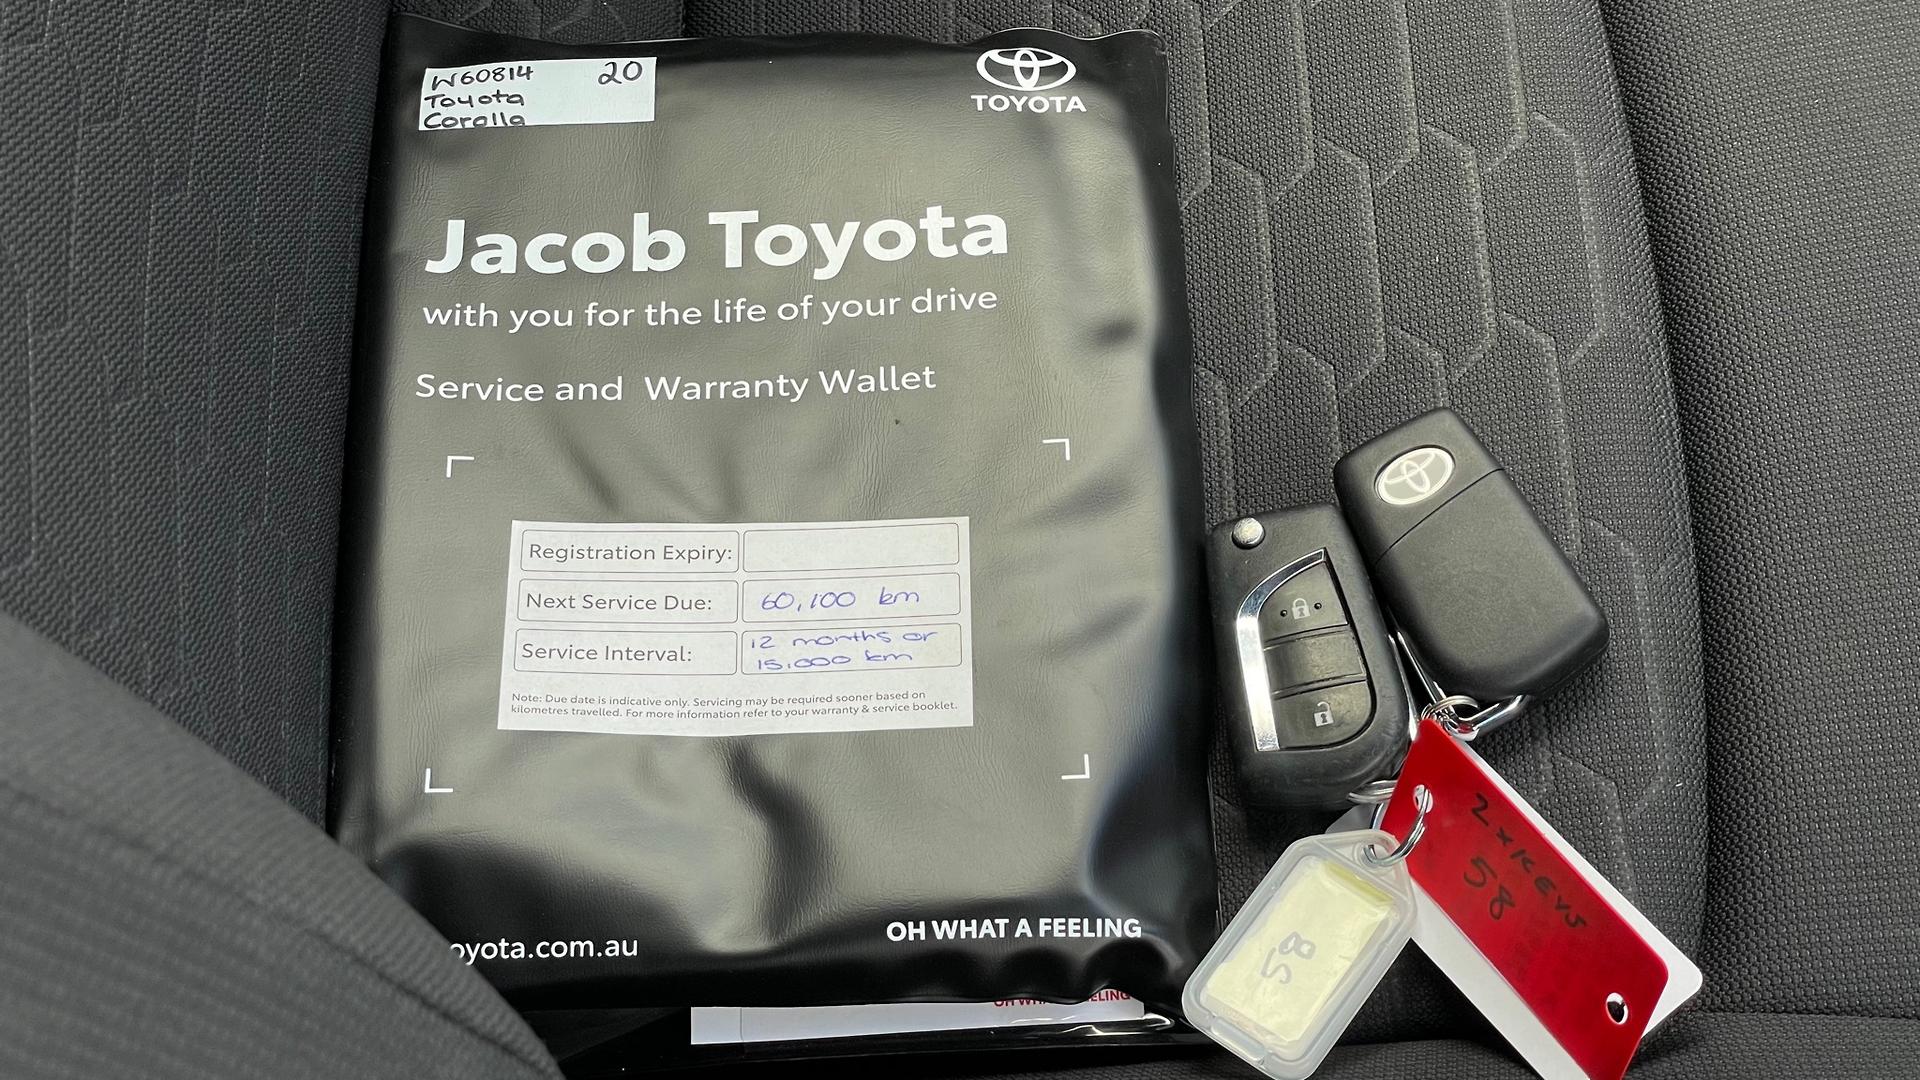 W60814 20
Toyota
Corolla
TOYOTA
Jacob Toyota
with you for the life of your drive
Service and Warranty Wallet
Registration Expiry:
Next Service Due: 60,100 km
Service Interval: 12 months or
15,000 km
Note: Due date is indicative only. Servicing may be required sooner based on
kilometres travelled. For more information refer to your warranty & service booklet.
oyota.com.au
OH WHAT A FEELING
2 x KEYS
58
58